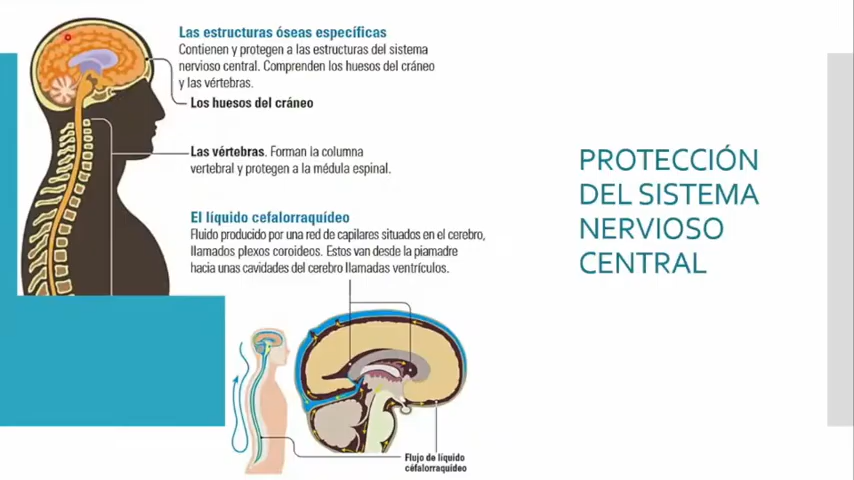 Las estructuras óseas específicas
Contienen y protegen a las estructuras del sistema
nervioso central. Comprenden los huesos del cráneo
y las vértebras.
Los huesos del cráneo
Las vértebras. Forman la columna
vertebral y protegen a la médula espinal.
El líquido cefalorraquídeo
Fluido producido por una red de capilares situados en el cerebro,
llamados plexos coroideos. Estos van desde la piamadre
hacia unas cavidades del cerebro llamadas ventrículos.
Flujo de líquido
céfalorraquídeo
PROTECCIÓN
DEL SISTEMA
NERVIOSO
CENTRAL